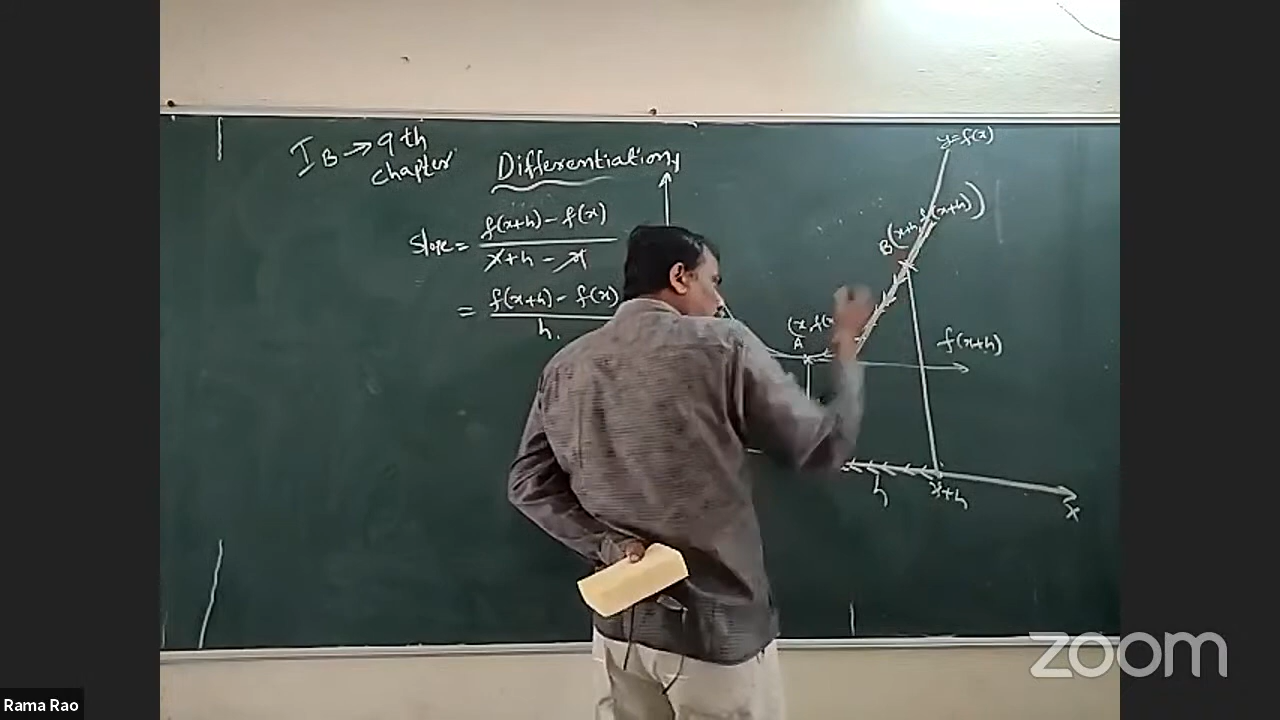 I B → 9th
chapter
Differentiation
Slope = f(x+h) - f(x)
x+h - x
= f(x+h) - f(x)
h.
y
y=f(x)
B(x+h, f(x+h))
(x, f(x
A
f(x+h)
h
x+h
x
zoom
Rama Rao